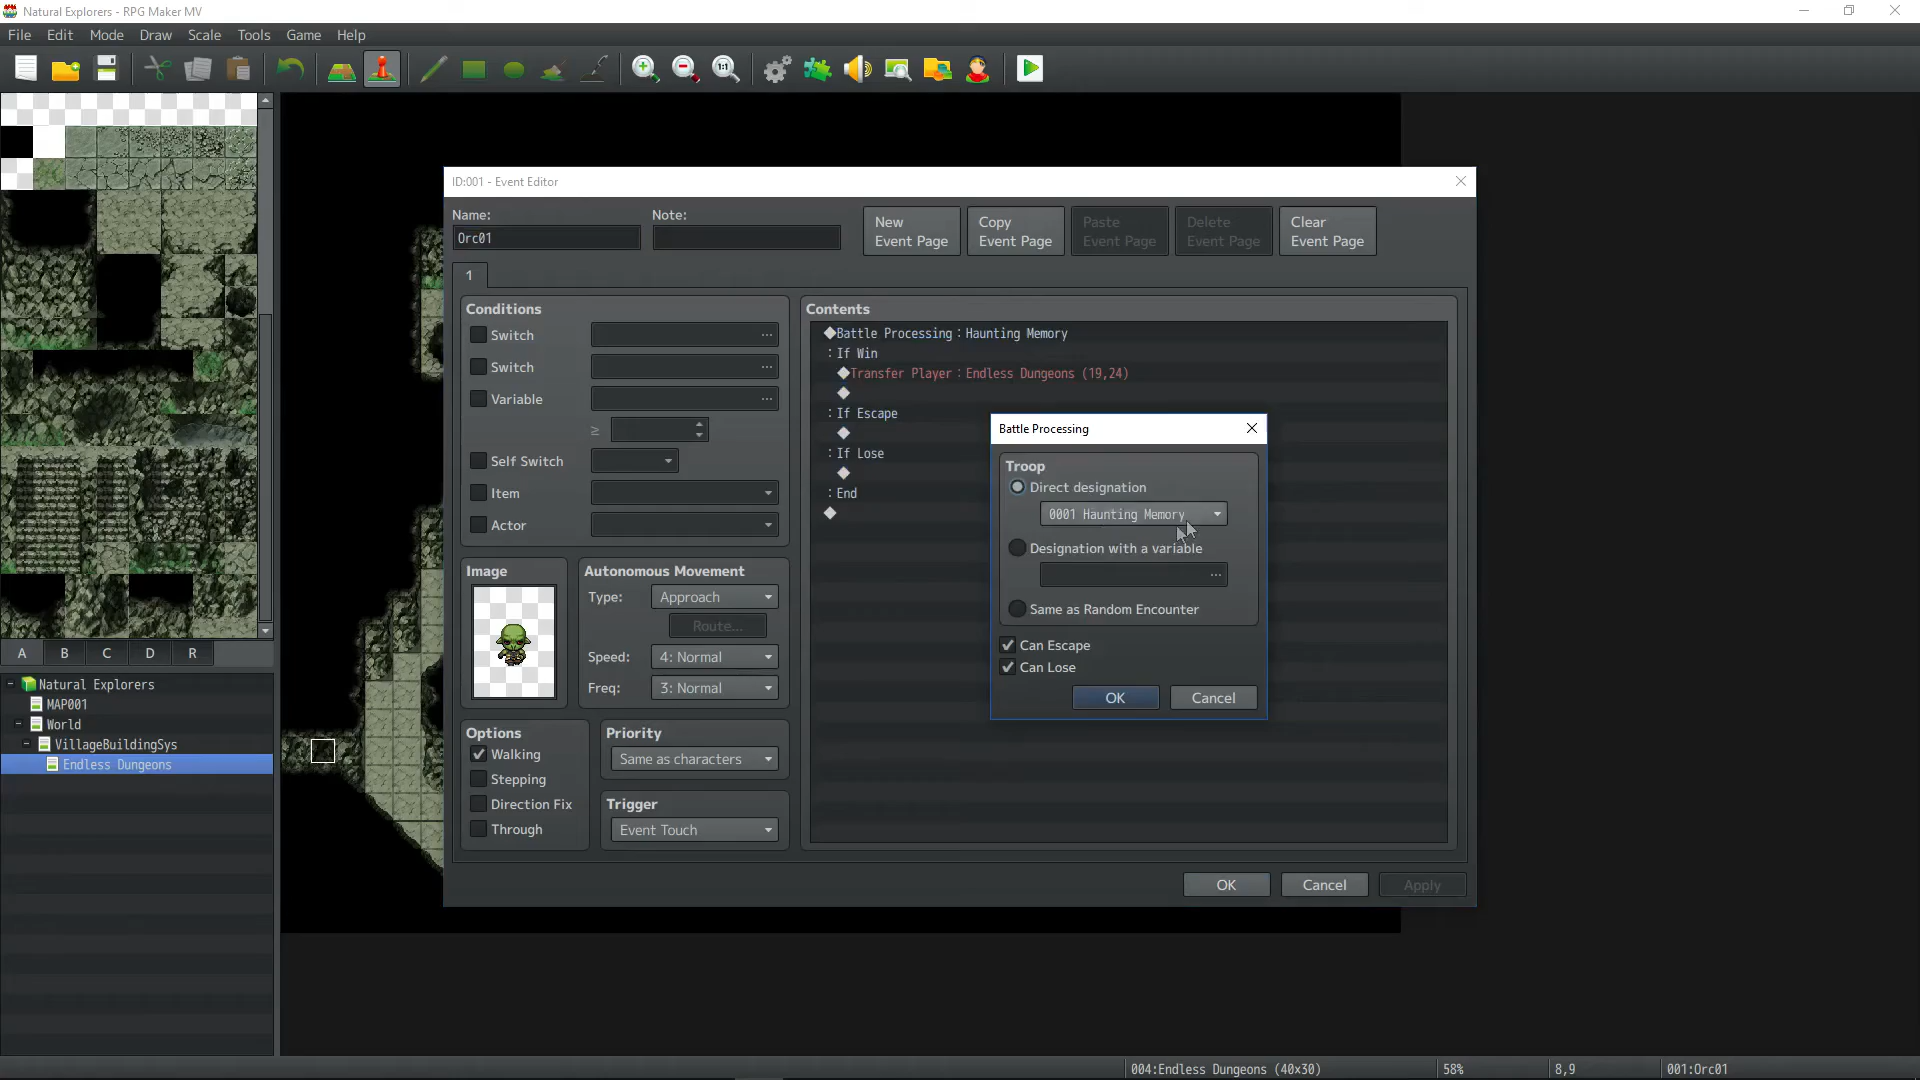 Natural Explorers - RPG Maker MV
File Edit Mode Draw Scale Tools Game Help
1:1
ID:001 - Event Editor
Name:
Orc01
Note:
New
Event Page
Copy
Event Page
Paste
Event Page
Delete
Event Page
Clear
Event Page
1
Conditions
Switch ...
Switch ...
Variable ...
≥
Self Switch
Item
Actor
Image
Autonomous Movement
Type: Approach
Route...
Speed: 4: Normal
Freq: 3: Normal
Options
Walking
Stepping
Direction Fix
Through
Priority
Same as characters
Trigger
Event Touch
Contents
◆Battle Processing : Haunting Memory
: If Win
◆Transfer Player : Endless Dungeons (19,24)
◆
: If Escape
◆
: If Lose
◆
: End
◆
Battle Processing
Troop
Direct designation
0001 Haunting Memory
Designation with a variable
...
Same as Random Encounter
Can Escape
Can Lose
OK Cancel
OK Cancel Apply
A B C D R
Natural Explorers
MAP001
World
VillageBuildingSys
Endless Dungeons
004:Endless Dungeons (40×30) 58% 8,9 001:Orc01